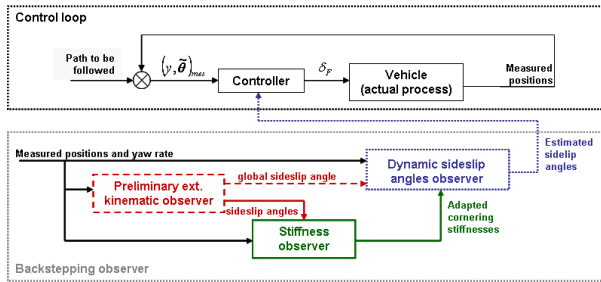 Control loop
Path to be
followed
(y, θ̃)mes
Controller
δF
Vehicle
(actual process)
Measured
positions
Measured positions and yaw rate
Estimated
sidelip
angles
Preliminary ext.
kinematic observer
global sideslip angle
Dynamic sideslip
angles observer
sideslip angles
Stiffness
observer
Adapted
cornering
stiffnesses
Backstepping observer